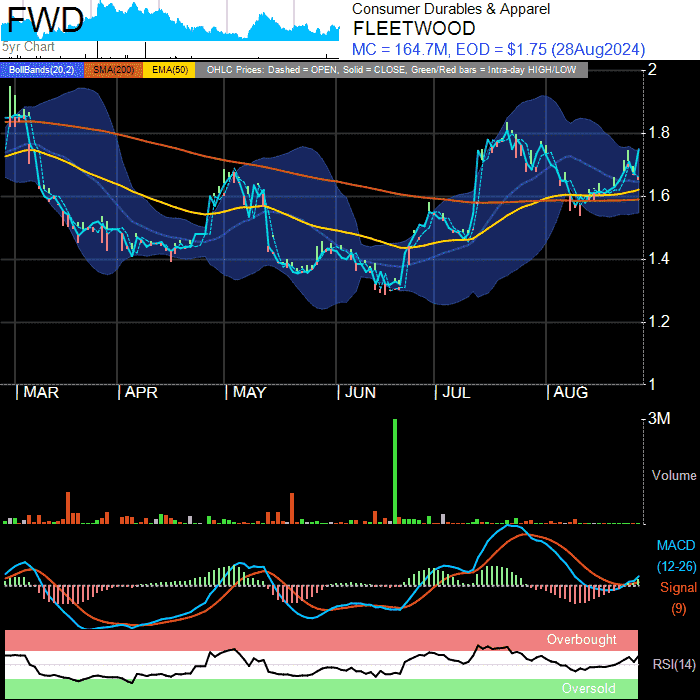 FWD
5yr Chart
Consumer Durables & Apparel
FLEETWOOD
MC = 164.7M, EOD = $1.75 (28Aug2024)
BollBands(20,2) SMA(200) EMA(50) OHLC Prices: Dashed = OPEN, Solid = CLOSE, Green/Red bars = Intra-day HIGH/LOW
2
1.8
1.6
1.4
1.2
1
| MAR | APR | MAY | JUN | JUL | AUG
3M
Volume
MACD
(12-26)
Signal
(9)
Overbought
RSI(14)
Oversold